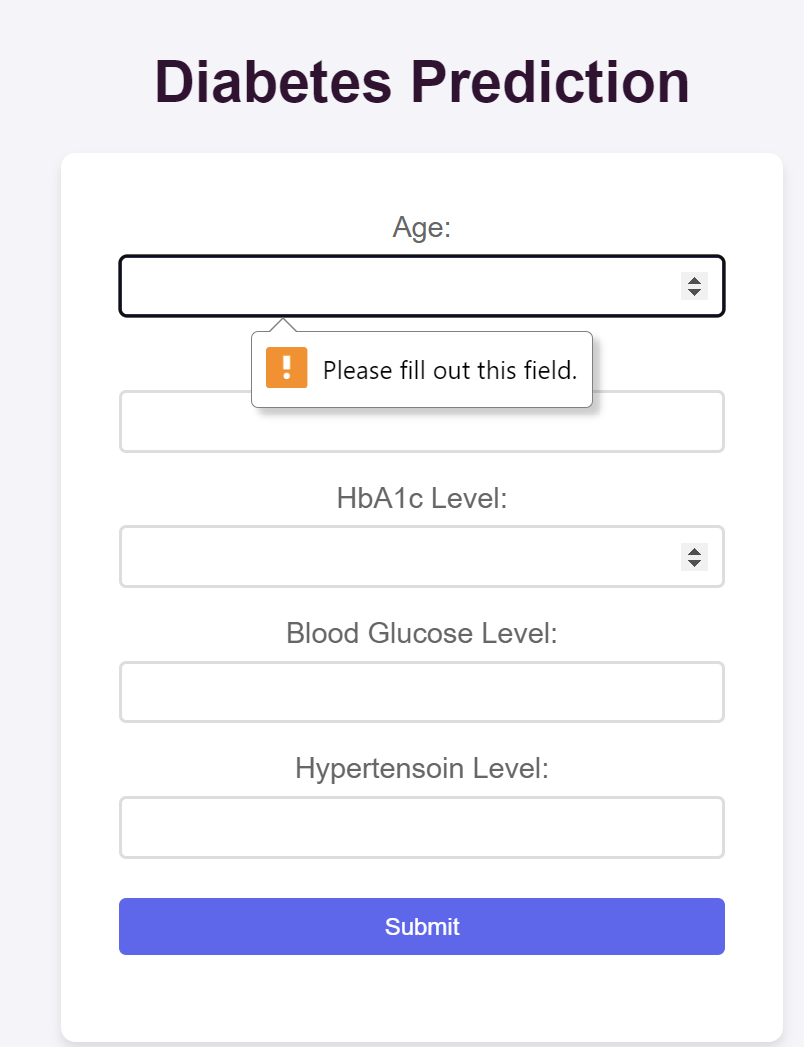 Diabetes Prediction
Age:
Please fill out this field.
HbA1c Level:
Blood Glucose Level:
Hypertensoin Level:
Submit